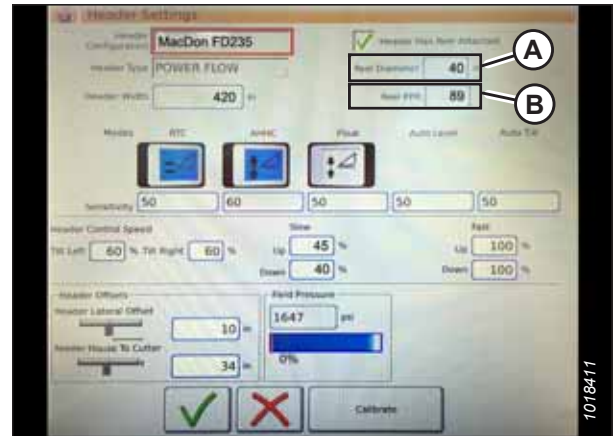 Header Settings
Header Configuration MacDon FD235
Header Has Reel Attached
A
Header Type POWER FLOW
Reel Diameter 40 in
Header Width 420 in
Reel PPR 89
B
Modes RTC AHHC Float Auto Level Auto Tilt
Sensitivity 50 60 50 50 50
Header Control Speed
Slow
Fast
Tilt Left 60 % Tilt Right 60 %
Up 45 %
Up 100 %
Down 40 %
Down 100 %
Header Offsets
Header Lateral Offset
10 in
Feeder House To Cutter
34 in
Field Pressure
1647 psi
0%
Calibrate
1018411